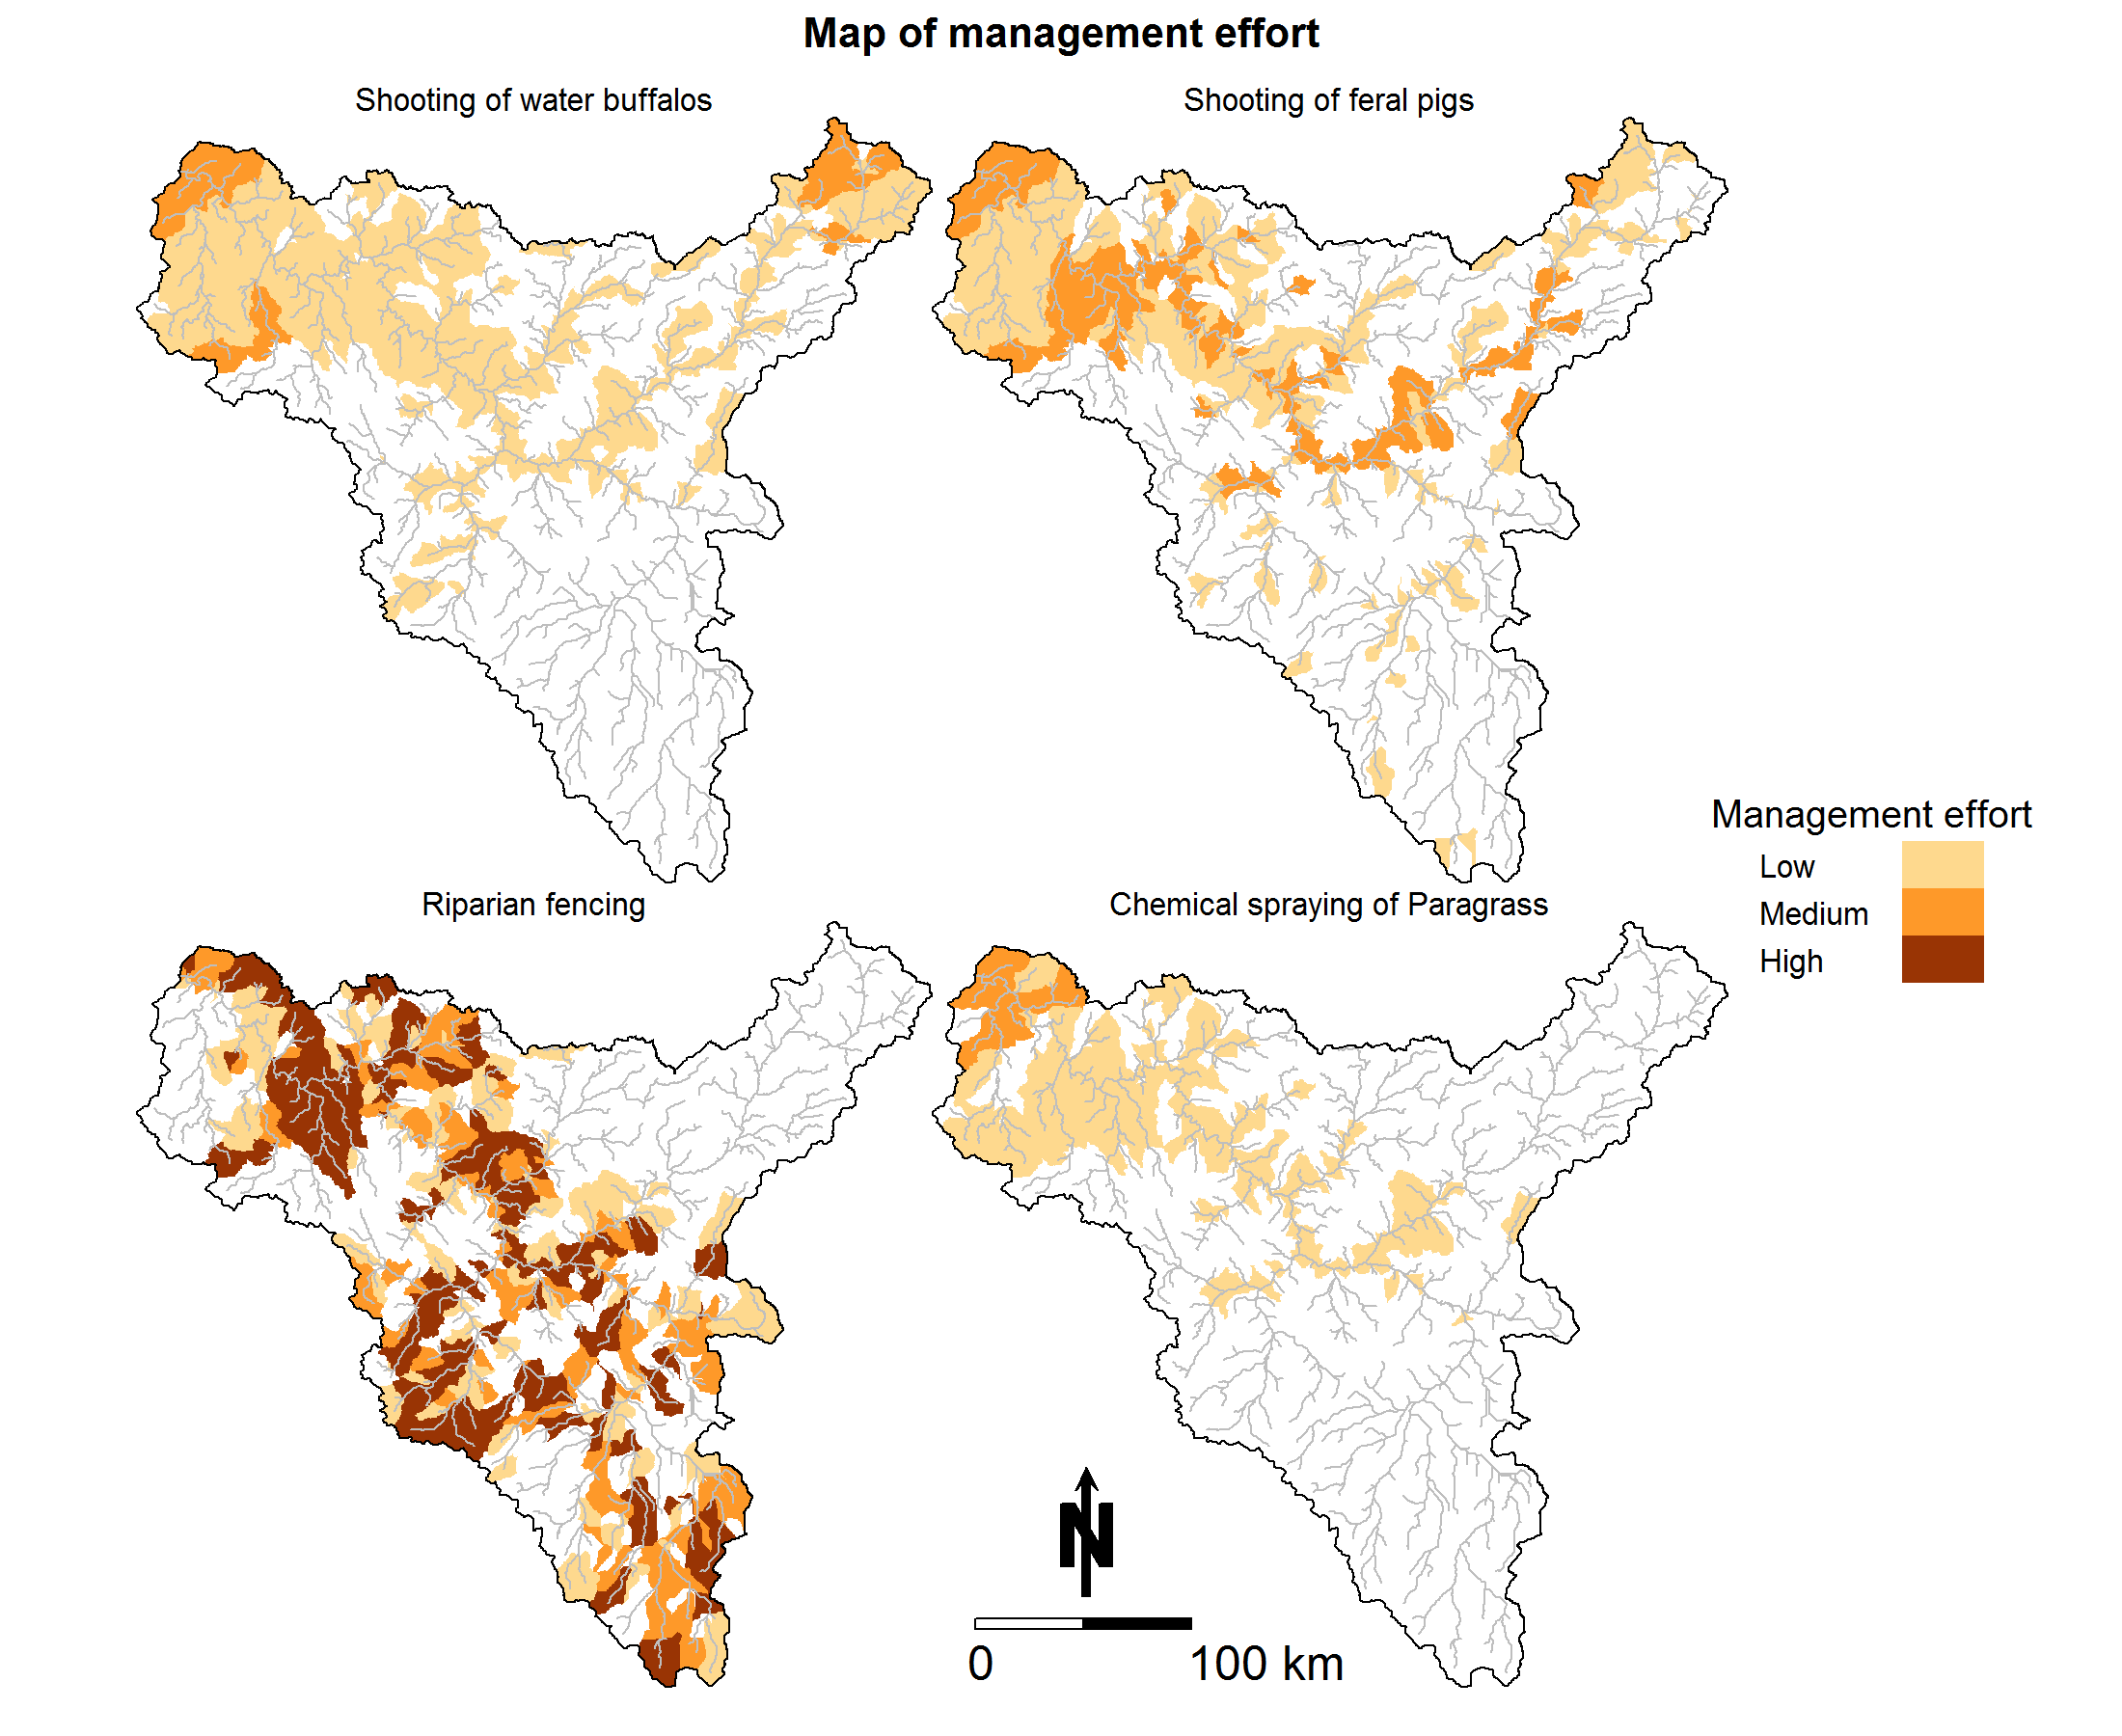 Map of management effort
Shooting of water buffalos
Shooting of feral pigs
Management effort
Low
Medium
High
Riparian fencing
Chemical spraying of Paragrass
N
0
100 km